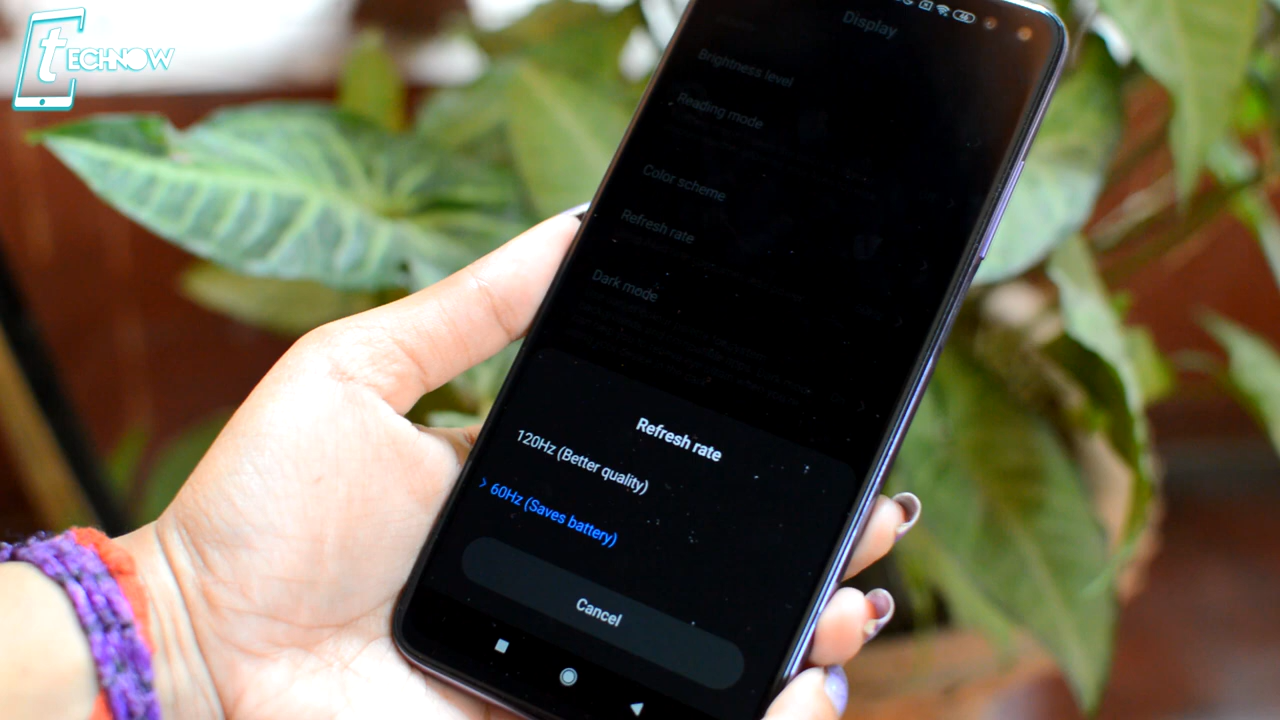 tECHNOW
Display
Brightness level
Reading mode
Color scheme
Refresh rate
Dark mode
Refresh rate
120Hz (Better quality)
60Hz (Saves battery)
Cancel